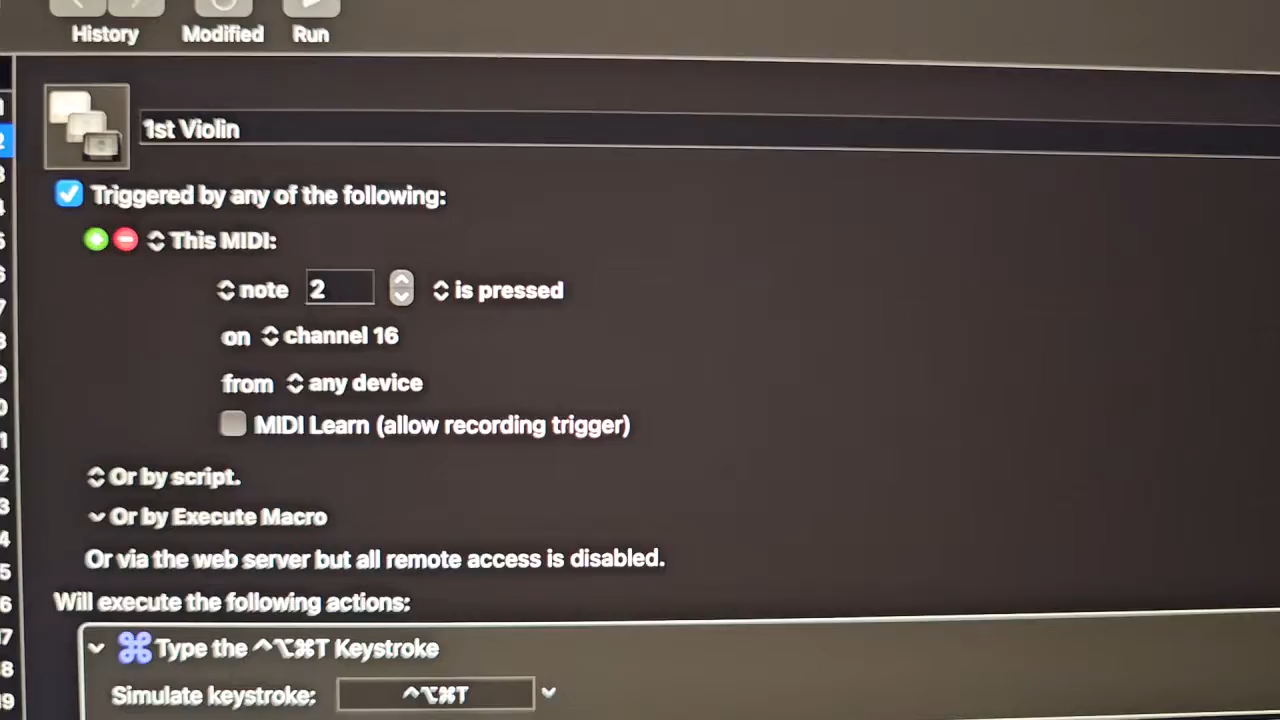 History Modified Run
1st Violin
Triggered by any of the following:
This MIDI:
note 2 is pressed
on channel 16
from any device
MIDI Learn (allow recording trigger)
Or by script.
Or by Execute Macro
Or via the web server but all remote access is disabled.
Will execute the following actions:
Type the ^⌥⌘T Keystroke
Simulate keystroke: ^⌥⌘T